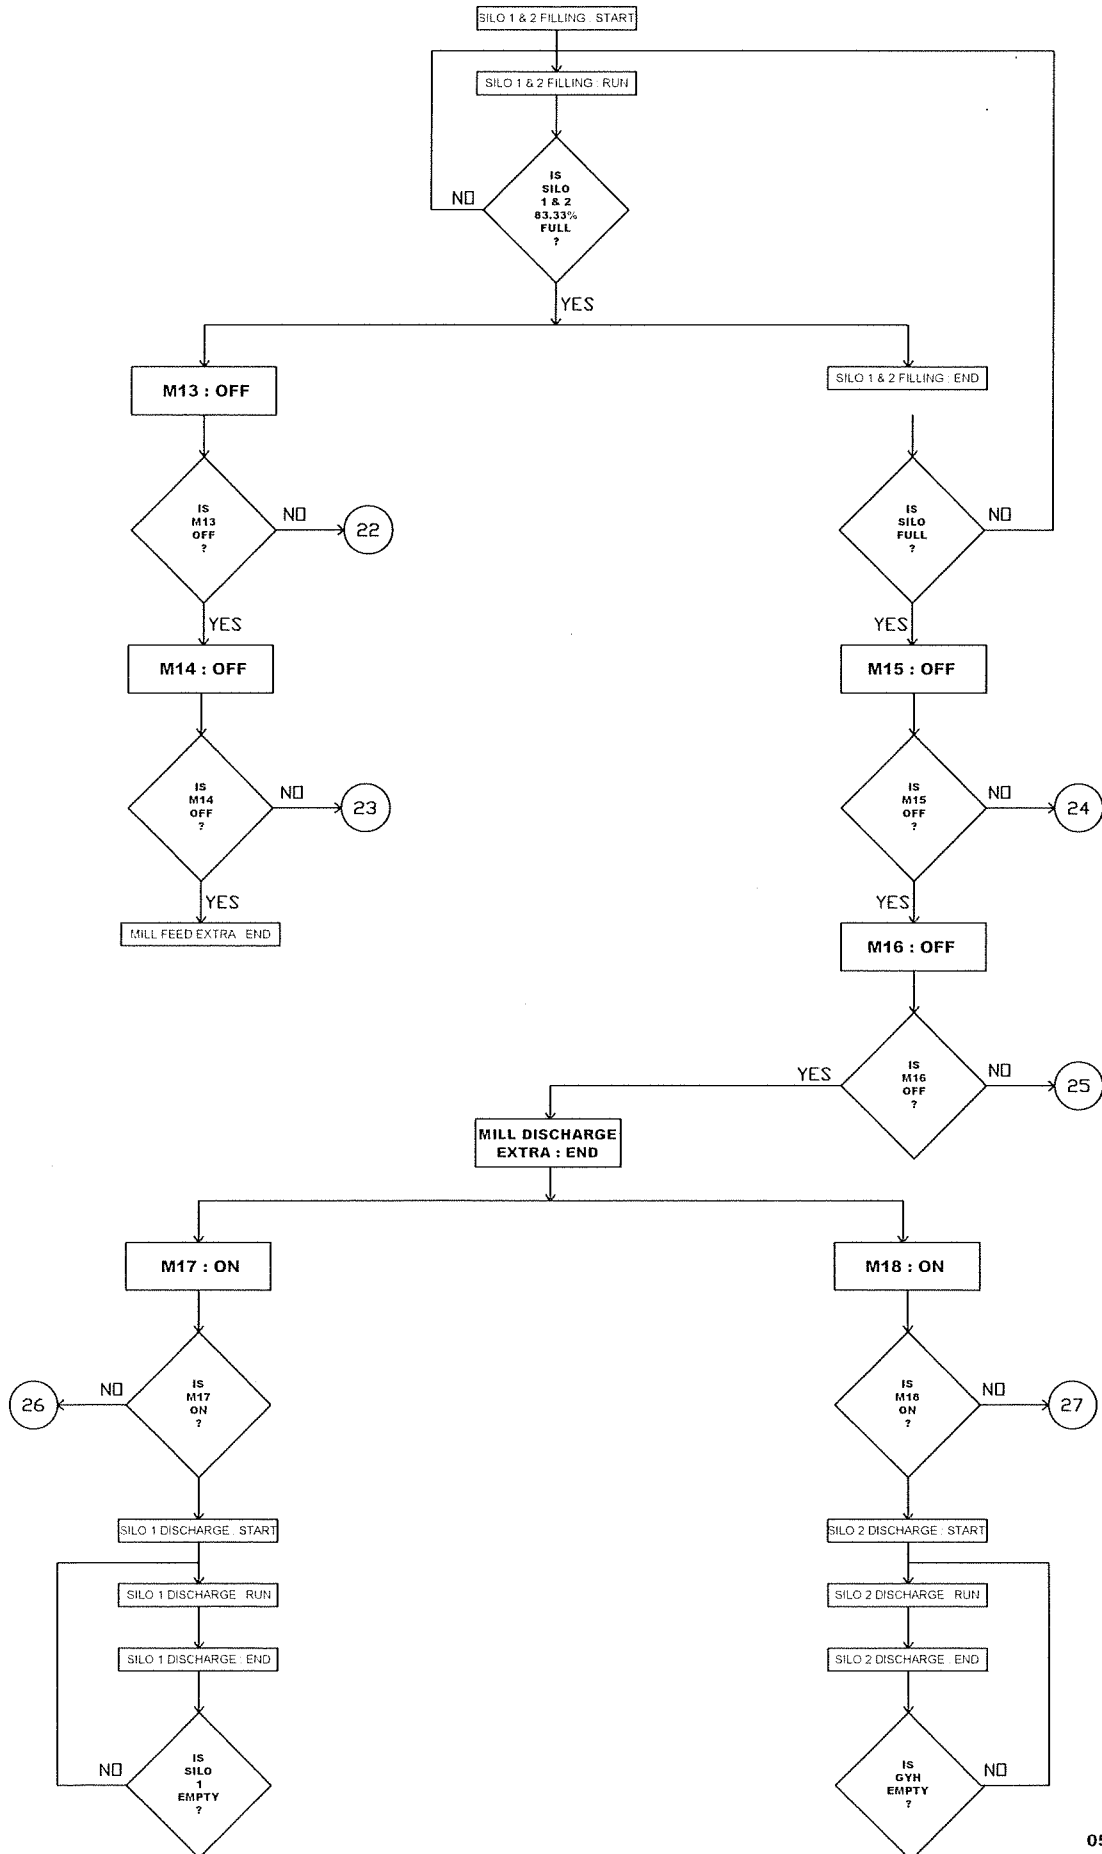 SILO 1 & 2 FILLING : START
SILO 1 & 2 FILLING : RUN
IS
SILO
1 & 2
83.33%
FULL
?
NO
YES
M13 : OFF
SILO 1 & 2 FILLING : END
IS
M13
OFF
?
NO
22
IS
SILO
FULL
?
NO
YES
YES
M14 : OFF
M15 : OFF
IS
M14
OFF
?
NO
23
IS
M15
OFF
?
NO
24
YES
YES
MILL FEED EXTRA : END
M16 : OFF
IS
M16
OFF
?
YES
NO
25
MILL DISCHARGE
EXTRA : END
M17 : ON
M18 : ON
26
NO
IS
M17
ON
?
IS
M18
ON
?
NO
27
SILO 1 DISCHARGE : START
SILO 2 DISCHARGE : START
SILO 1 DISCHARGE : RUN
SILO 2 DISCHARGE : RUN
SILO 1 DISCHARGE : END
SILO 2 DISCHARGE : END
NO
IS
SILO
1
EMPTY
?
IS
GYH
EMPTY
?
NO
05